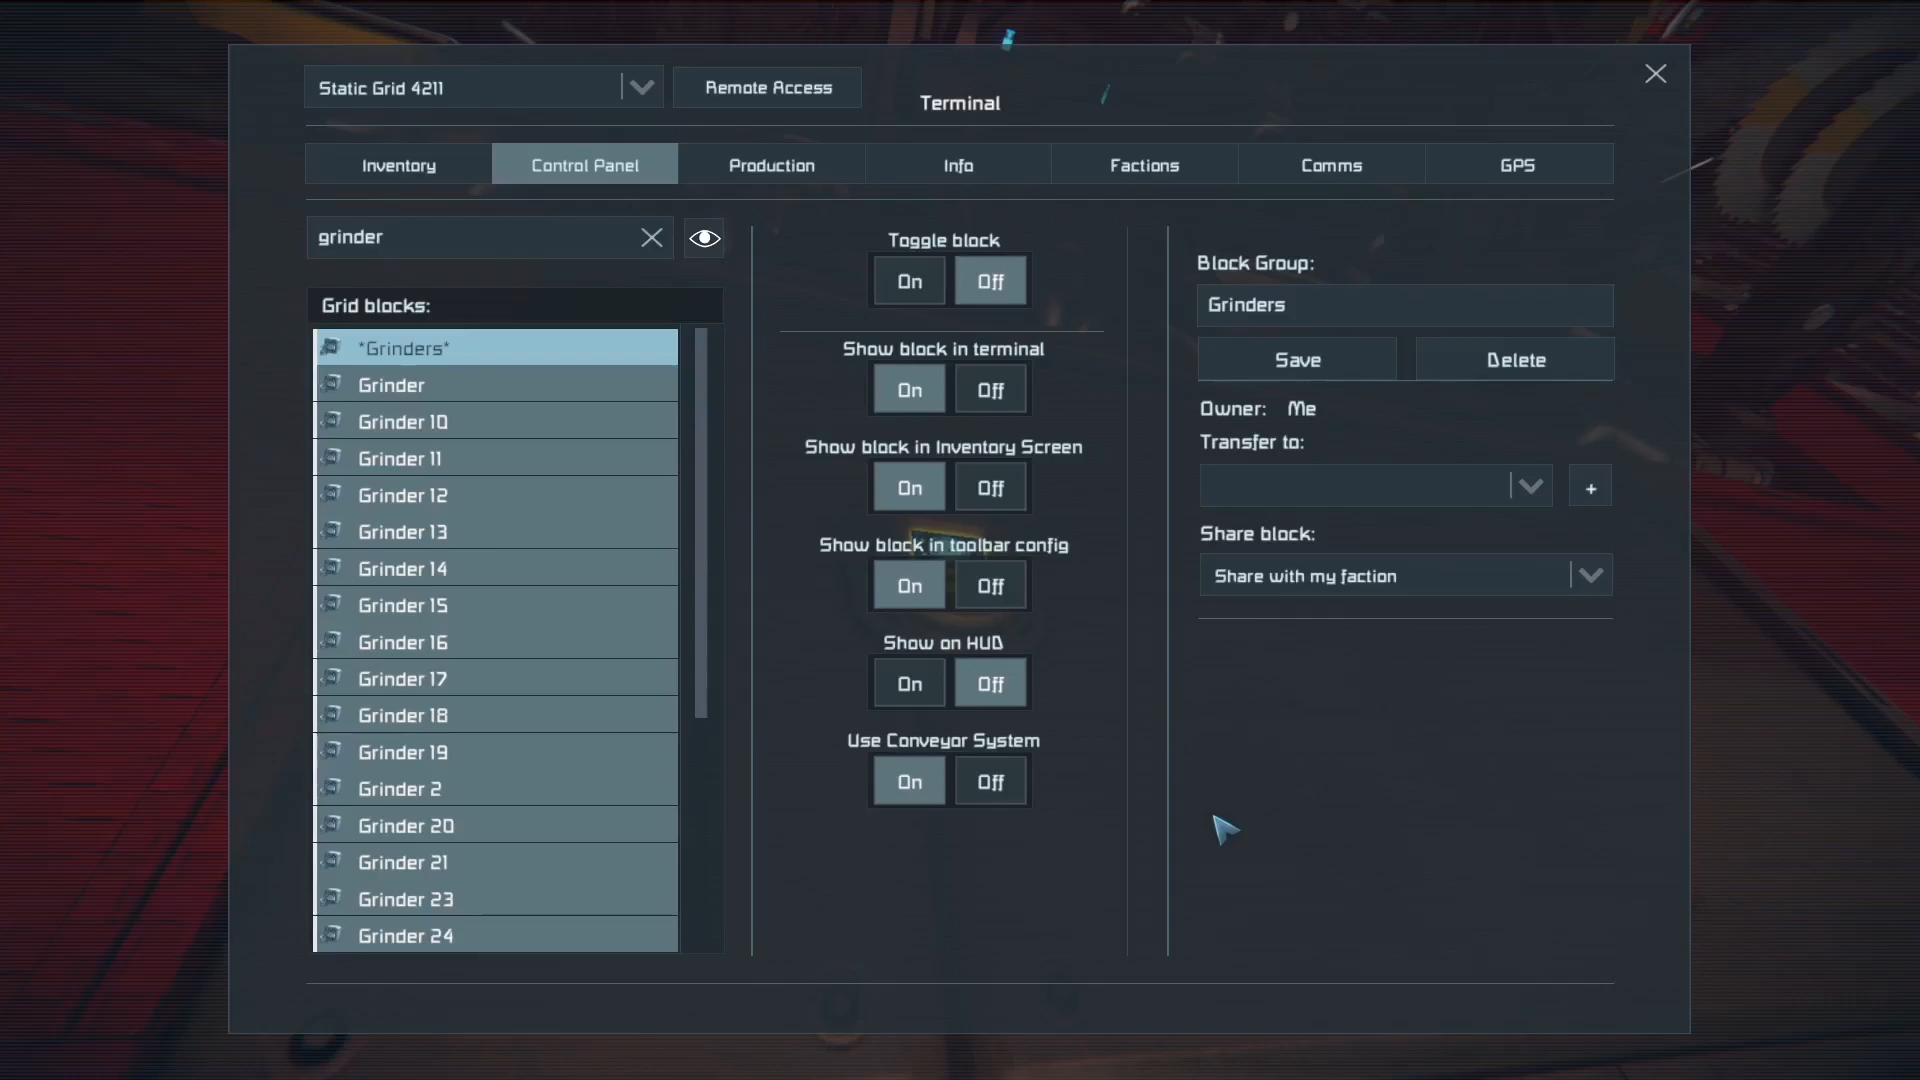 Static Grid 4211
Remote Access
Terminal
Inventory
Control Panel
Production
Info
Factions
Comms
GPS
grinder
Grid blocks:
*Grinders*
Grinder
Grinder 10
Grinder 11
Grinder 12
Grinder 13
Grinder 14
Grinder 15
Grinder 16
Grinder 17
Grinder 18
Grinder 19
Grinder 2
Grinder 20
Grinder 21
Grinder 23
Grinder 24
Toggle block
On Off
Show block in terminal
On Off
Show block in Inventory Screen
On Off
Show block in toolbar config
On Off
Show on HUD
On Off
Use Conveyor System
On Off
Block Group:
Grinders
Save
Delete
Owner: Me
Transfer to:
+
Share block:
Share with my faction